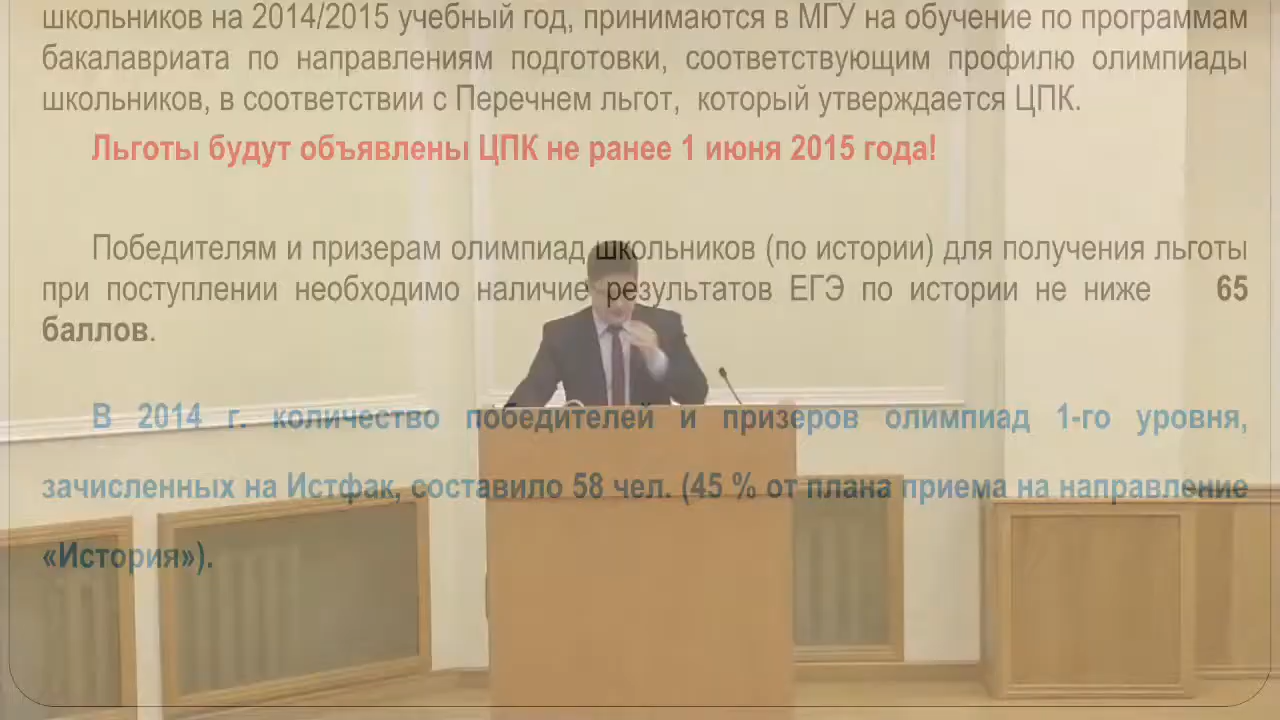 школьников на 2014/2015 учебный год, принимаются в МГУ на обучение по программам
бакалавриата по направлениям подготовки, соответствующим профилю олимпиады
школьников, в соответствии с Перечнем льгот, который утверждается ЦПК.
Льготы будут объявлены ЦПК не ранее 1 июня 2015 года!
Победителям и призерам олимпиад школьников (по истории) для получения льготы
при поступлении необходимо наличие результатов ЕГЭ по истории не ниже 65
баллов.
В 2014 г. количество победителей и призеров олимпиад 1-го уровня,
зачисленных на Истфак, составило 58 чел. (45 % от плана приема на направление
«История»).